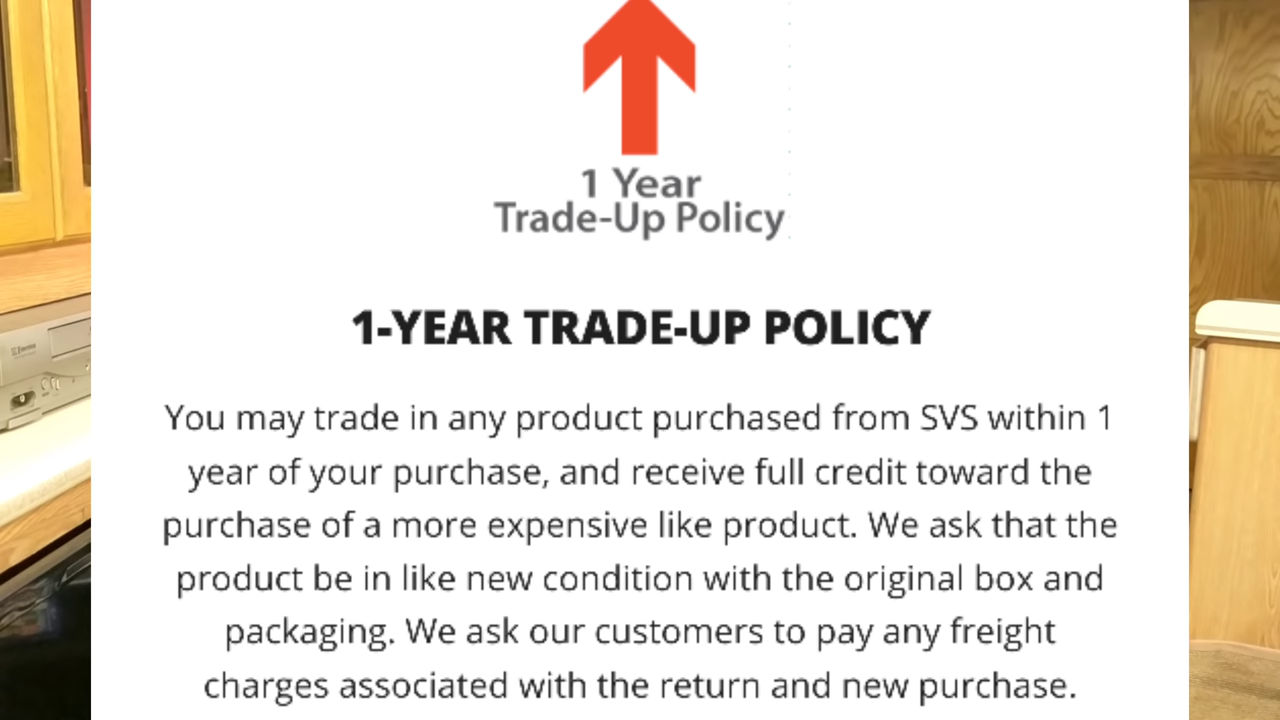 1 Year
Trade-Up Policy
1-YEAR TRADE-UP POLICY
You may trade in any product purchased from SVS within 1
year of your purchase, and receive full credit toward the
purchase of a more expensive like product. We ask that the
product be in like new condition with the original box and
packaging. We ask our customers to pay any freight
charges associated with the return and new purchase.